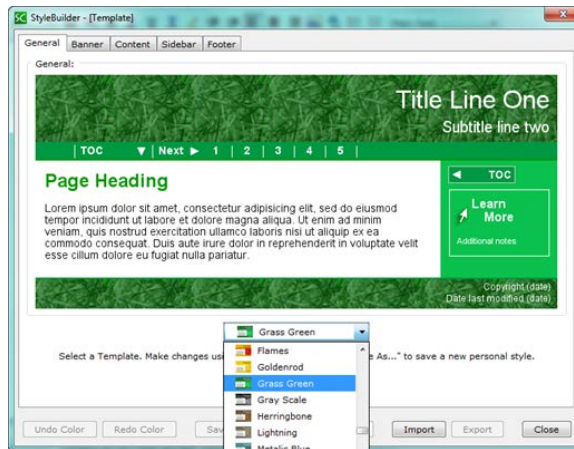 StyleBuilder - [Template]
General Banner Content Sidebar Footer
General:
Title Line One
Subtitle line two
TOC ▼ Next ► 1 2 3 4 5
Page Heading
Lorem ipsum dolor sit amet, consectetur adipisicing elit, sed do eiusmod
tempor incididunt ut labore et dolore magna aliqua. Ut enim ad minim
veniam, quis nostrud exercitation ullamco laboris nisi ut aliquip ex ea
commodo consequat. Duis aute irure dolor in reprehenderit in voluptate velit
esse cillum dolore eu fugiat nulla pariatur.
◄ TOC
Learn
More
Additional notes
Copyright (date)
Date last modified (date)
Grass Green
Select a Template. Make changes usi
e As..." to save a new personal style.
Flames
Goldenrod
Grass Green
Gray Scale
Herringbone
Lightning
Metalic Blue
Undo Color Redo Color Sav Import Export Close